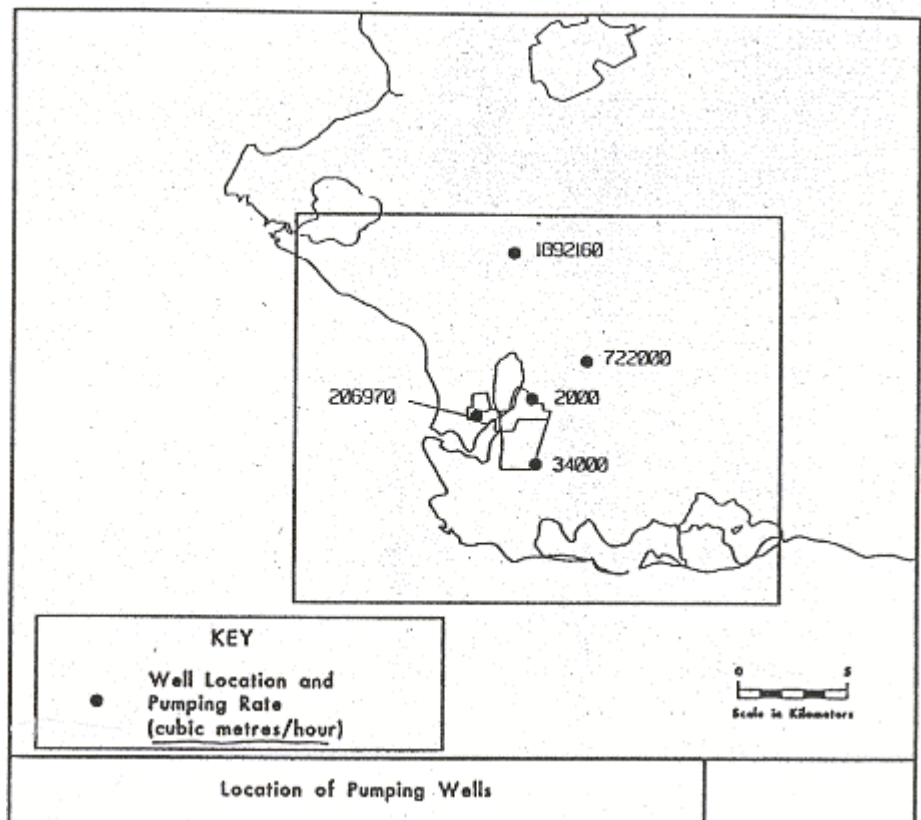 1892160
722000
206970
2000
34000
KEY
Well Location and
Pumping Rate
(cubic metres/hour)
0 5
Scale in Kilometers
Location of Pumping Wells